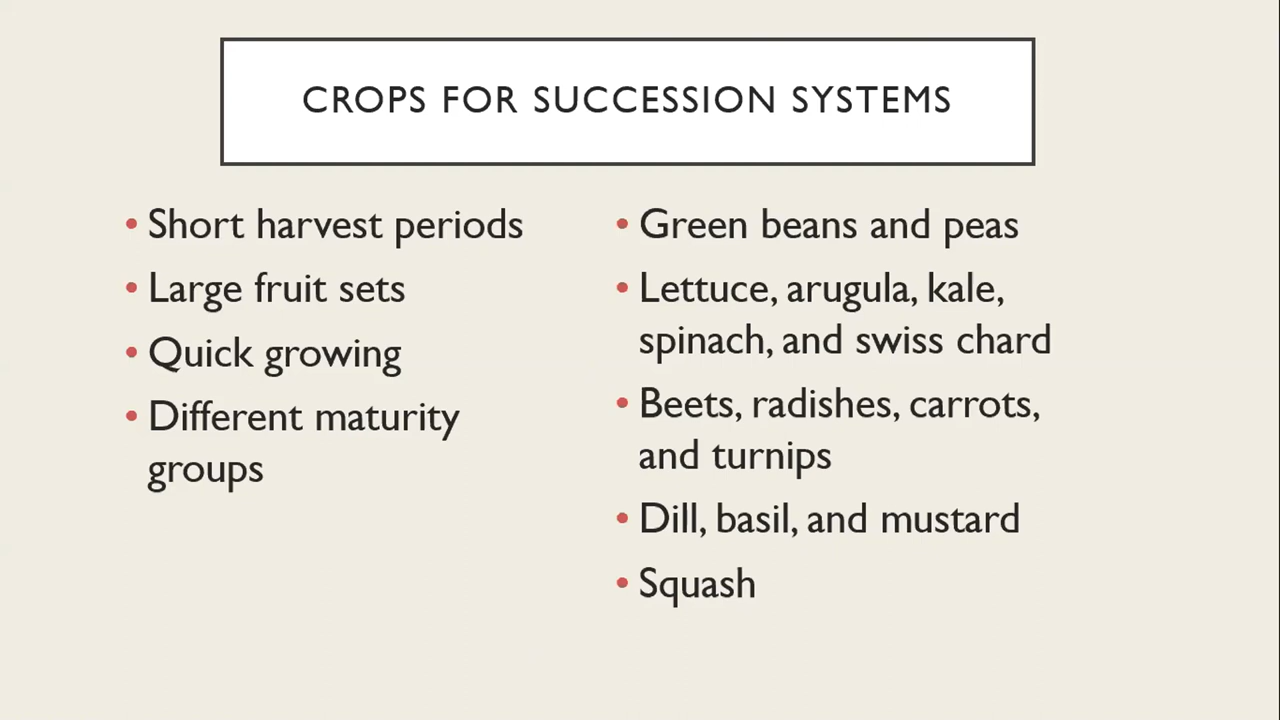 CROPS FOR SUCCESSION SYSTEMS
• Short harvest periods
• Large fruit sets
• Quick growing
• Different maturity
groups
• Green beans and peas
• Lettuce, arugula, kale,
spinach, and swiss chard
• Beets, radishes, carrots,
and turnips
• Dill, basil, and mustard
• Squash